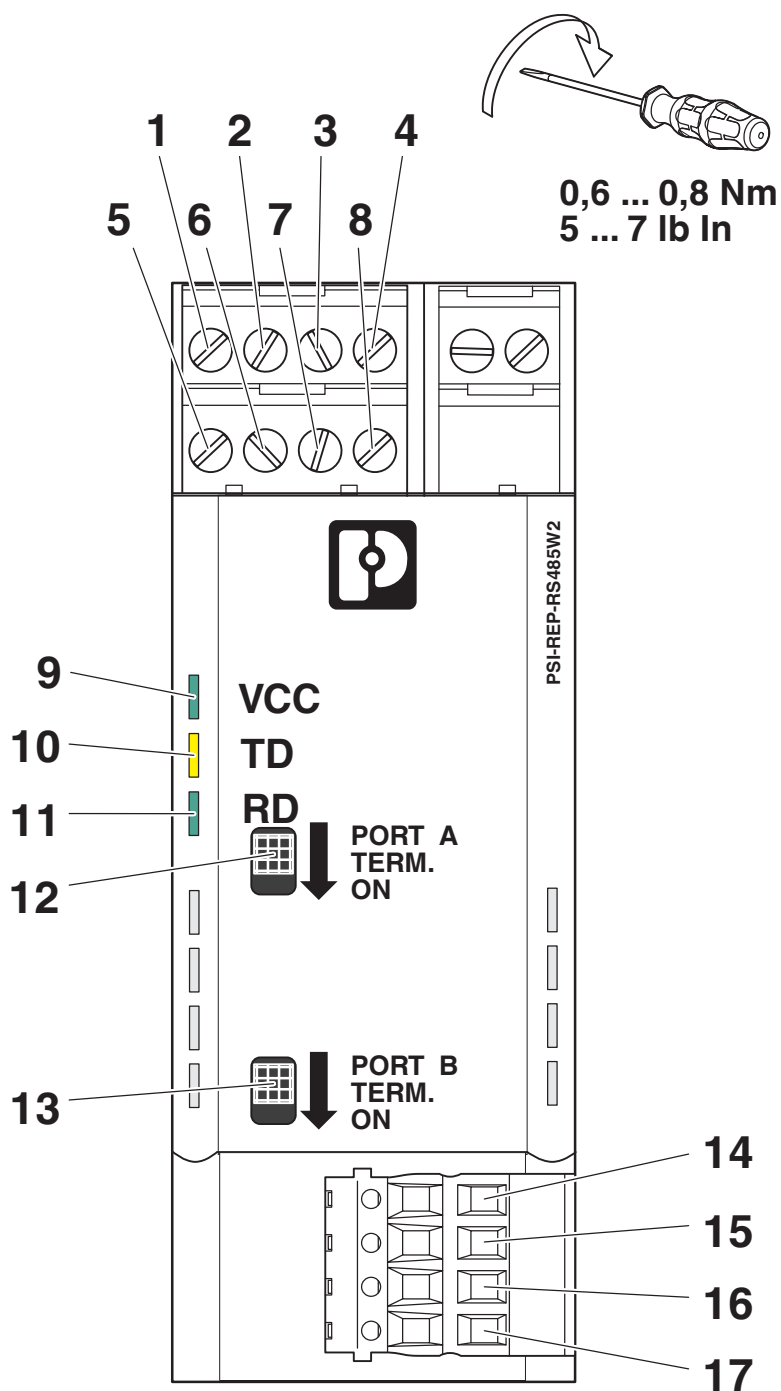 0,6 ... 0,8 Nm
5 ... 7 lb In
1
2
3
4
5
6
7
8
PSI-REP-RS485W2
9
VCC
10
TD
11
RD
12
PORT A
TERM.
ON
13
PORT B
TERM.
ON
14
15
16
17